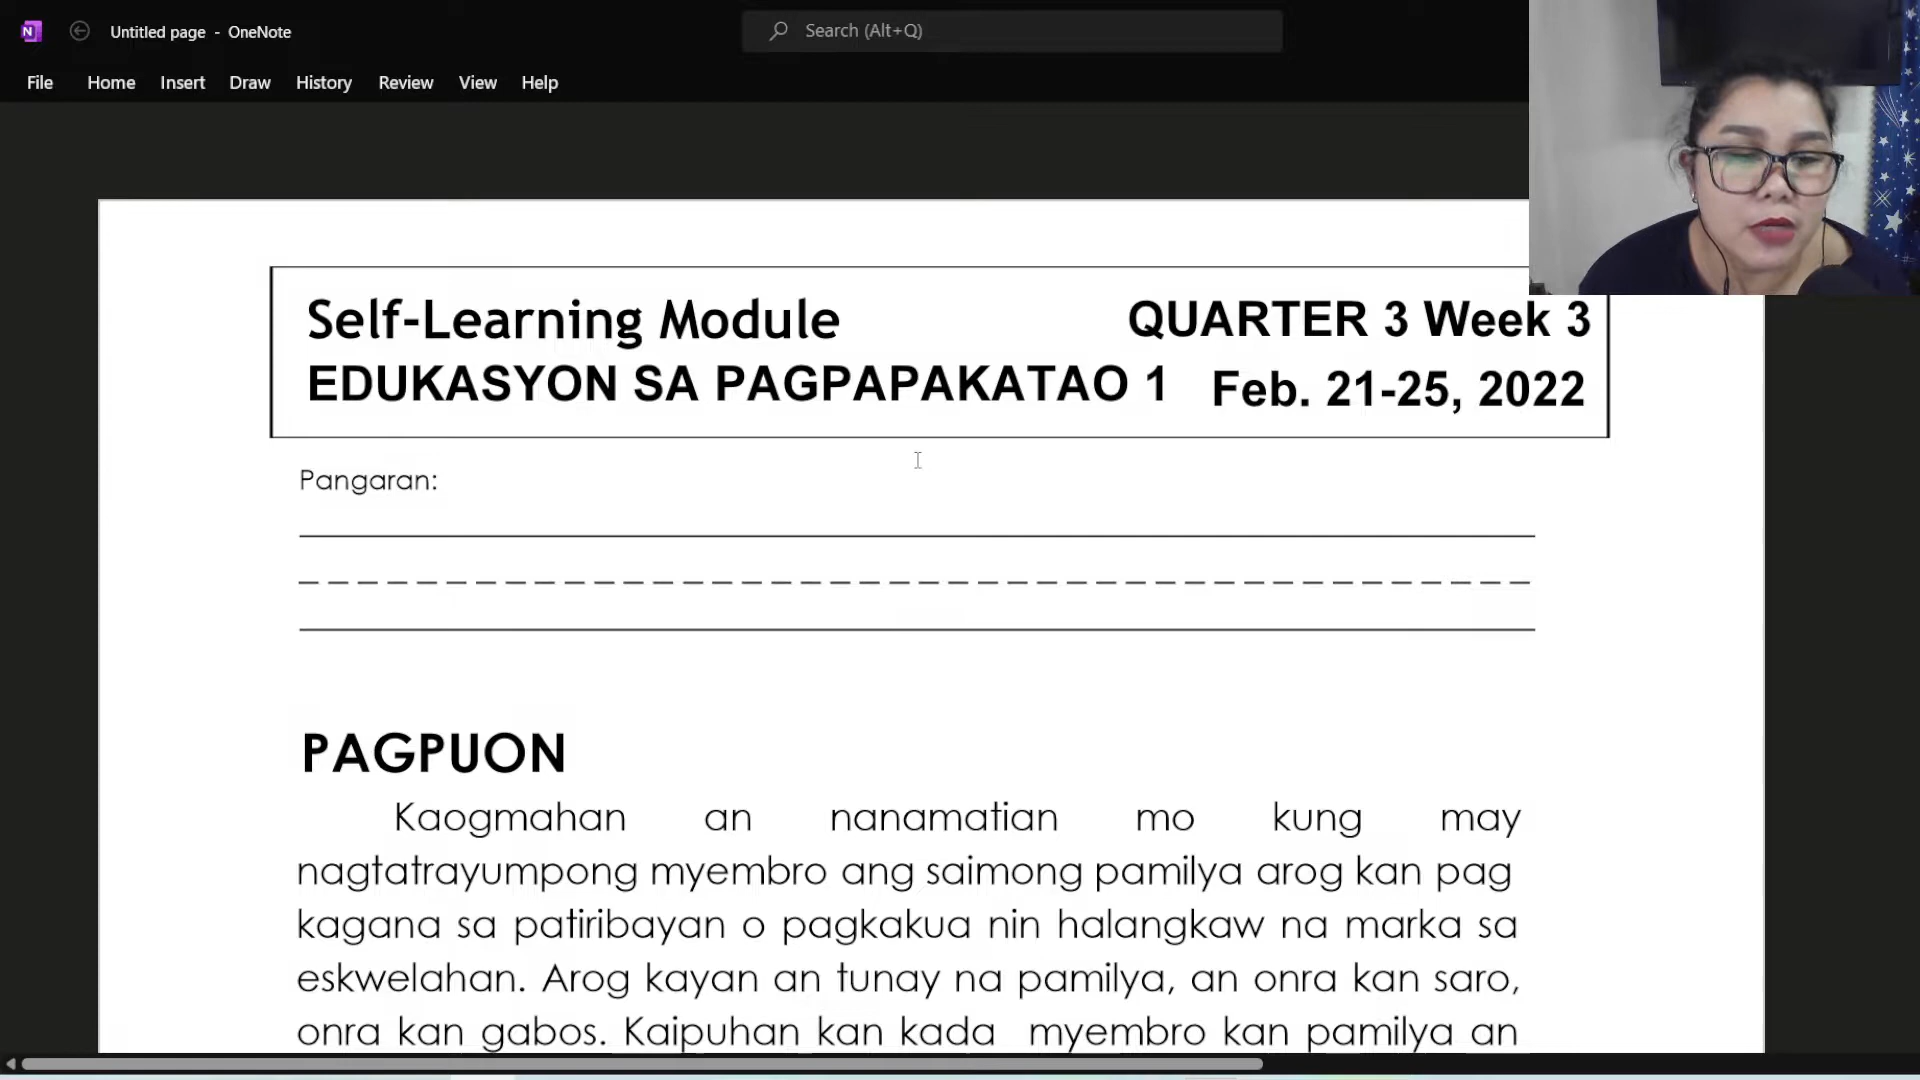 Untitled page - OneNote
Search (Alt+Q)
File Home Insert Draw History Review View Help
Self-Learning Module QUARTER 3 Week 3
EDUKASYON SA PAGPAPAKATAO 1 Feb. 21-25, 2022
Pangaran:
PAGPUON
Kaogmahan an nanamatian mo kung may
nagtatrayumpong myembro ang saimong pamilya arog kan pag
kagana sa patiribayan o pagkakua nin halangkaw na marka sa
eskwelahan. Arog kayan an tunay na pamilya, an onra kan saro,
onra kan gabos. Kaipuhan kan kada myembro kan pamilya an